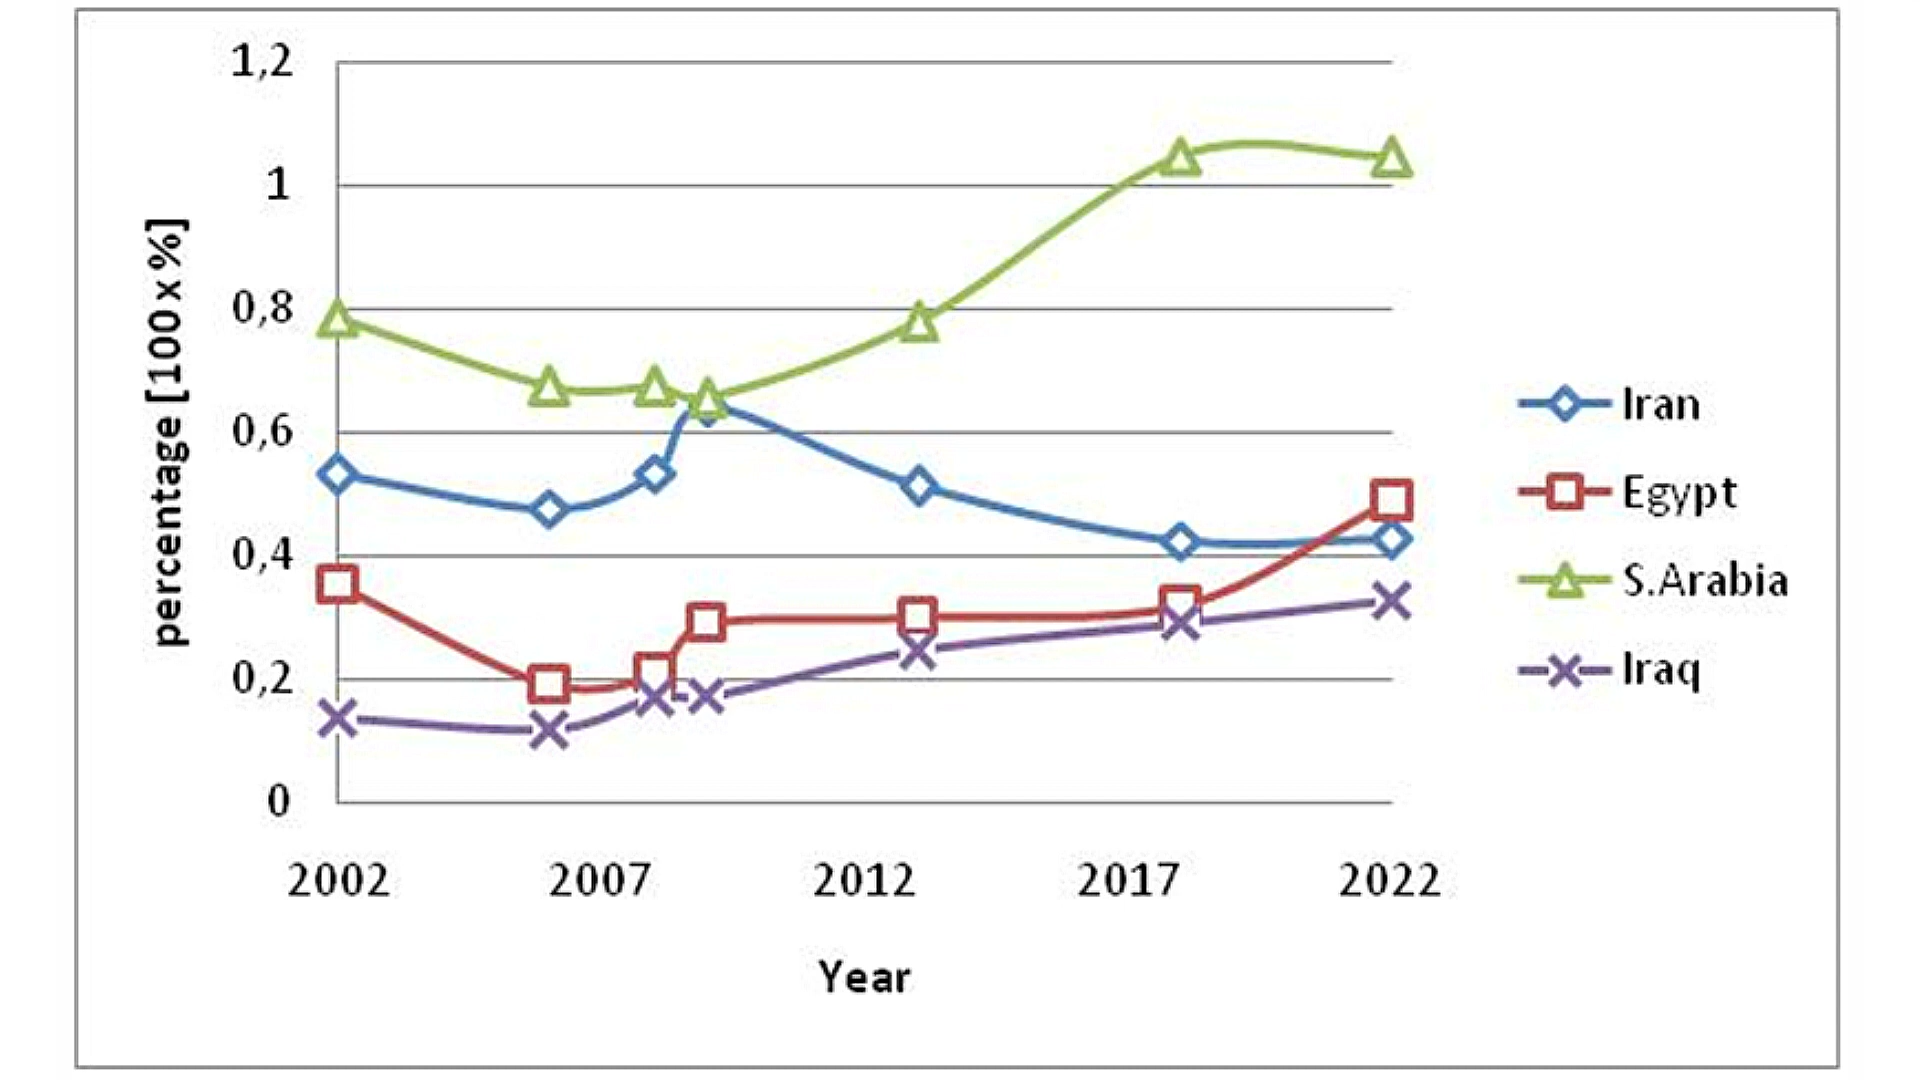 1,2
1
0,8
0,6
0,4
0,2
0
percentage [100 x %]
2002 2007 2012 2017 2022
Year
Iran
Egypt
S.Arabia
Iraq